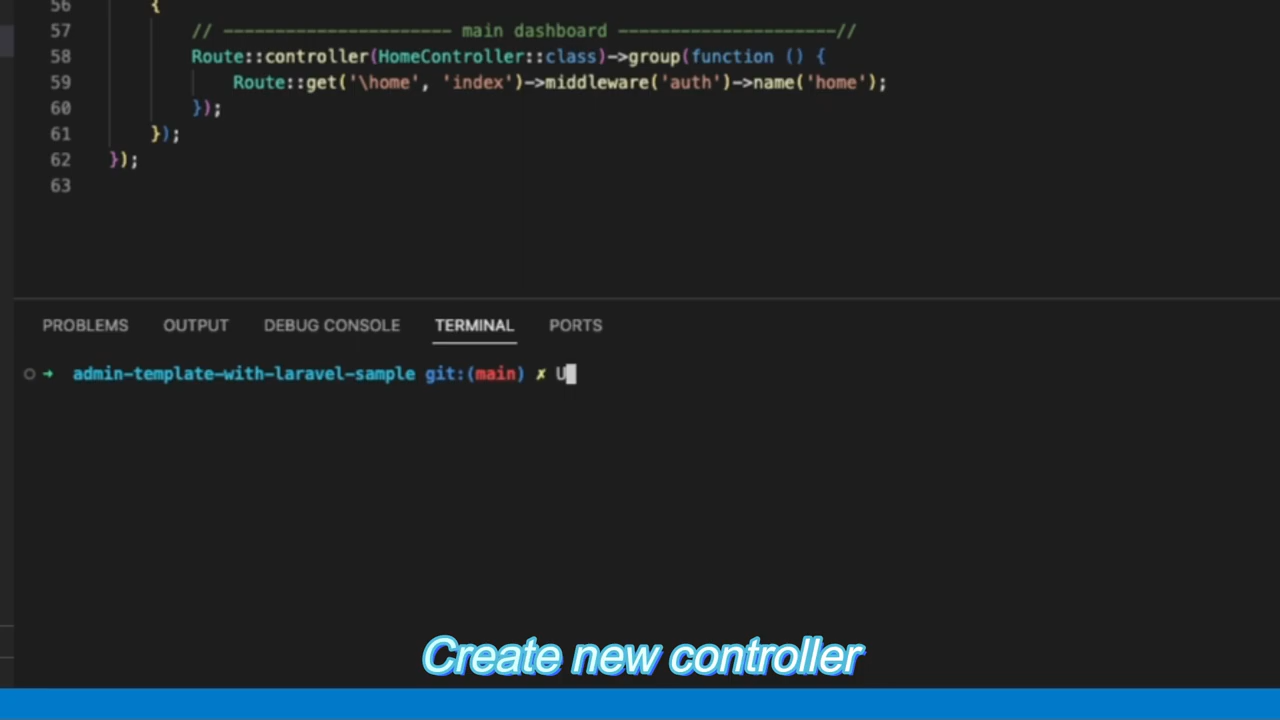 56 {
57 // ---------------------- main dashboard ---------------------//
58 Route::controller(HomeController::class)->group(function () {
59 Route::get('\home', 'index')->middleware('auth')->name('home');
60 });
61 });
62 });
63
PROBLEMS OUTPUT DEBUG CONSOLE TERMINAL PORTS
➜ admin-template-with-laravel-sample git:(main) ✗ U
Create new controller